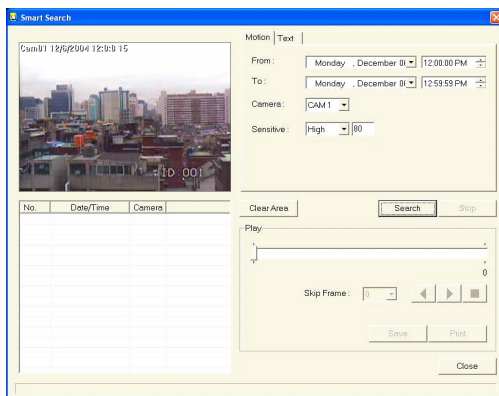 Smart Search
Cam01 12/6/2004 12:0:0 15
ID:001
Motion Text
From : Monday , December 0 12:00:00 PM
To : Monday , December 0 12:59:59 PM
Camera : CAM 1
Sensitive : High 80
No. Date/Time Camera
Clear Area Search Stop
Play
0
Skip Frame : 0
Save Print
Close